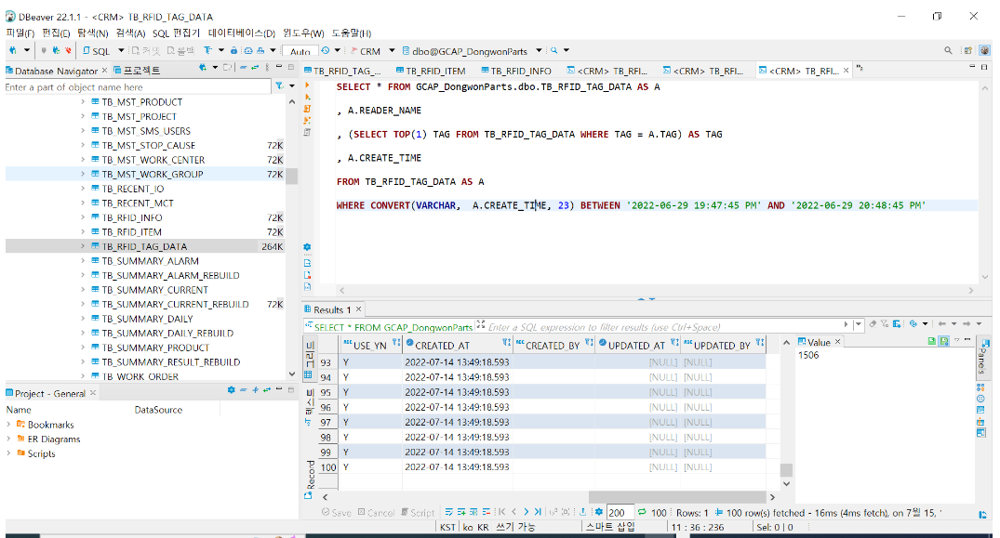 DBeaver 22.1.1 - <CRM> TB_RFID_TAG_DATA
파일(F) 편집(E) 탐색(N) 검색(A) SQL 편집기 데이터베이스(D) 윈도우(W) 도움말(H)
SQL 커밋 롤백 Auto CRM dbo@GCAP_DongwonParts
Database Navigator 프로젝트
Enter a part of object name here
TB_MST_PRODUCT
TB_MST_PROJECT
TB_MST_SMS_USERS
TB_MST_STOP_CAUSE 72K
TB_MST_WORK_CENTER 72K
TB_MST_WORK_GROUP 72K
TB_RECENT_IO
TB_RECENT_MCT
TB_RFID_INFO 72K
TB_RFID_ITEM 72K
TB_RFID_TAG_DATA 264K
TB_SUMMARY_ALARM
TB_SUMMARY_ALARM_REBUILD
TB_SUMMARY_CURRENT
TB_SUMMARY_CURRENT_REBUILD 72K
TB_SUMMARY_DAILY
TB_SUMMARY_DAILY_REBUILD
TB_SUMMARY_PRODUCT
TB_SUMMARY_RESULT_REBUILD
TB_WORK_ORDER
Project - General
Name DataSource
Bookmarks
ER Diagrams
Scripts
TB_RFID_TAG_... TB_RFID_ITEM TB_RFID_INFO <CRM> TB_RFI... <CRM> TB_RFI... <CRM> TB_RFI...
SELECT * FROM GCAP_DongwonParts.dbo.TB_RFID_TAG_DATA AS A
, A.READER_NAME
, (SELECT TOP(1) TAG FROM TB_RFID_TAG_DATA WHERE TAG = A.TAG) AS TAG
, A.CREATE_TIME
FROM TB_RFID_TAG_DATA AS A
WHERE CONVERT(VARCHAR,  A.CREATE_TIME, 23) BETWEEN '2022-06-29 19:47:45 PM' AND '2022-06-29 20:48:45 PM'
Results 1
SELECT * FROM GCAP_DongwonParts Enter a SQL expression to filter results (use Ctrl+Space)
USE_YN CREATED_AT CREATED_BY UPDATED_AT UPDATED_BY
93 Y 2022-07-14 13:49:18.593 [NULL] [NULL]
94 Y 2022-07-14 13:49:18.593 [NULL] [NULL]
95 Y 2022-07-14 13:49:18.593 [NULL] [NULL]
96 Y 2022-07-14 13:49:18.593 [NULL] [NULL]
97 Y 2022-07-14 13:49:18.593 [NULL] [NULL]
98 Y 2022-07-14 13:49:18.593 [NULL] [NULL]
99 Y 2022-07-14 13:49:18.593 [NULL] [NULL]
100 Y 2022-07-14 13:49:18.593 [NULL] [NULL]
Record
Value
1506
Panels
Save Cancel Script 200 100 Rows: 1 100 row(s) fetched - 16ms (4ms fetch), on 7월 15,
KST ko_KR 쓰기 가능 스마트 삽입 11 : 36 : 236 Sel: 0 | 0